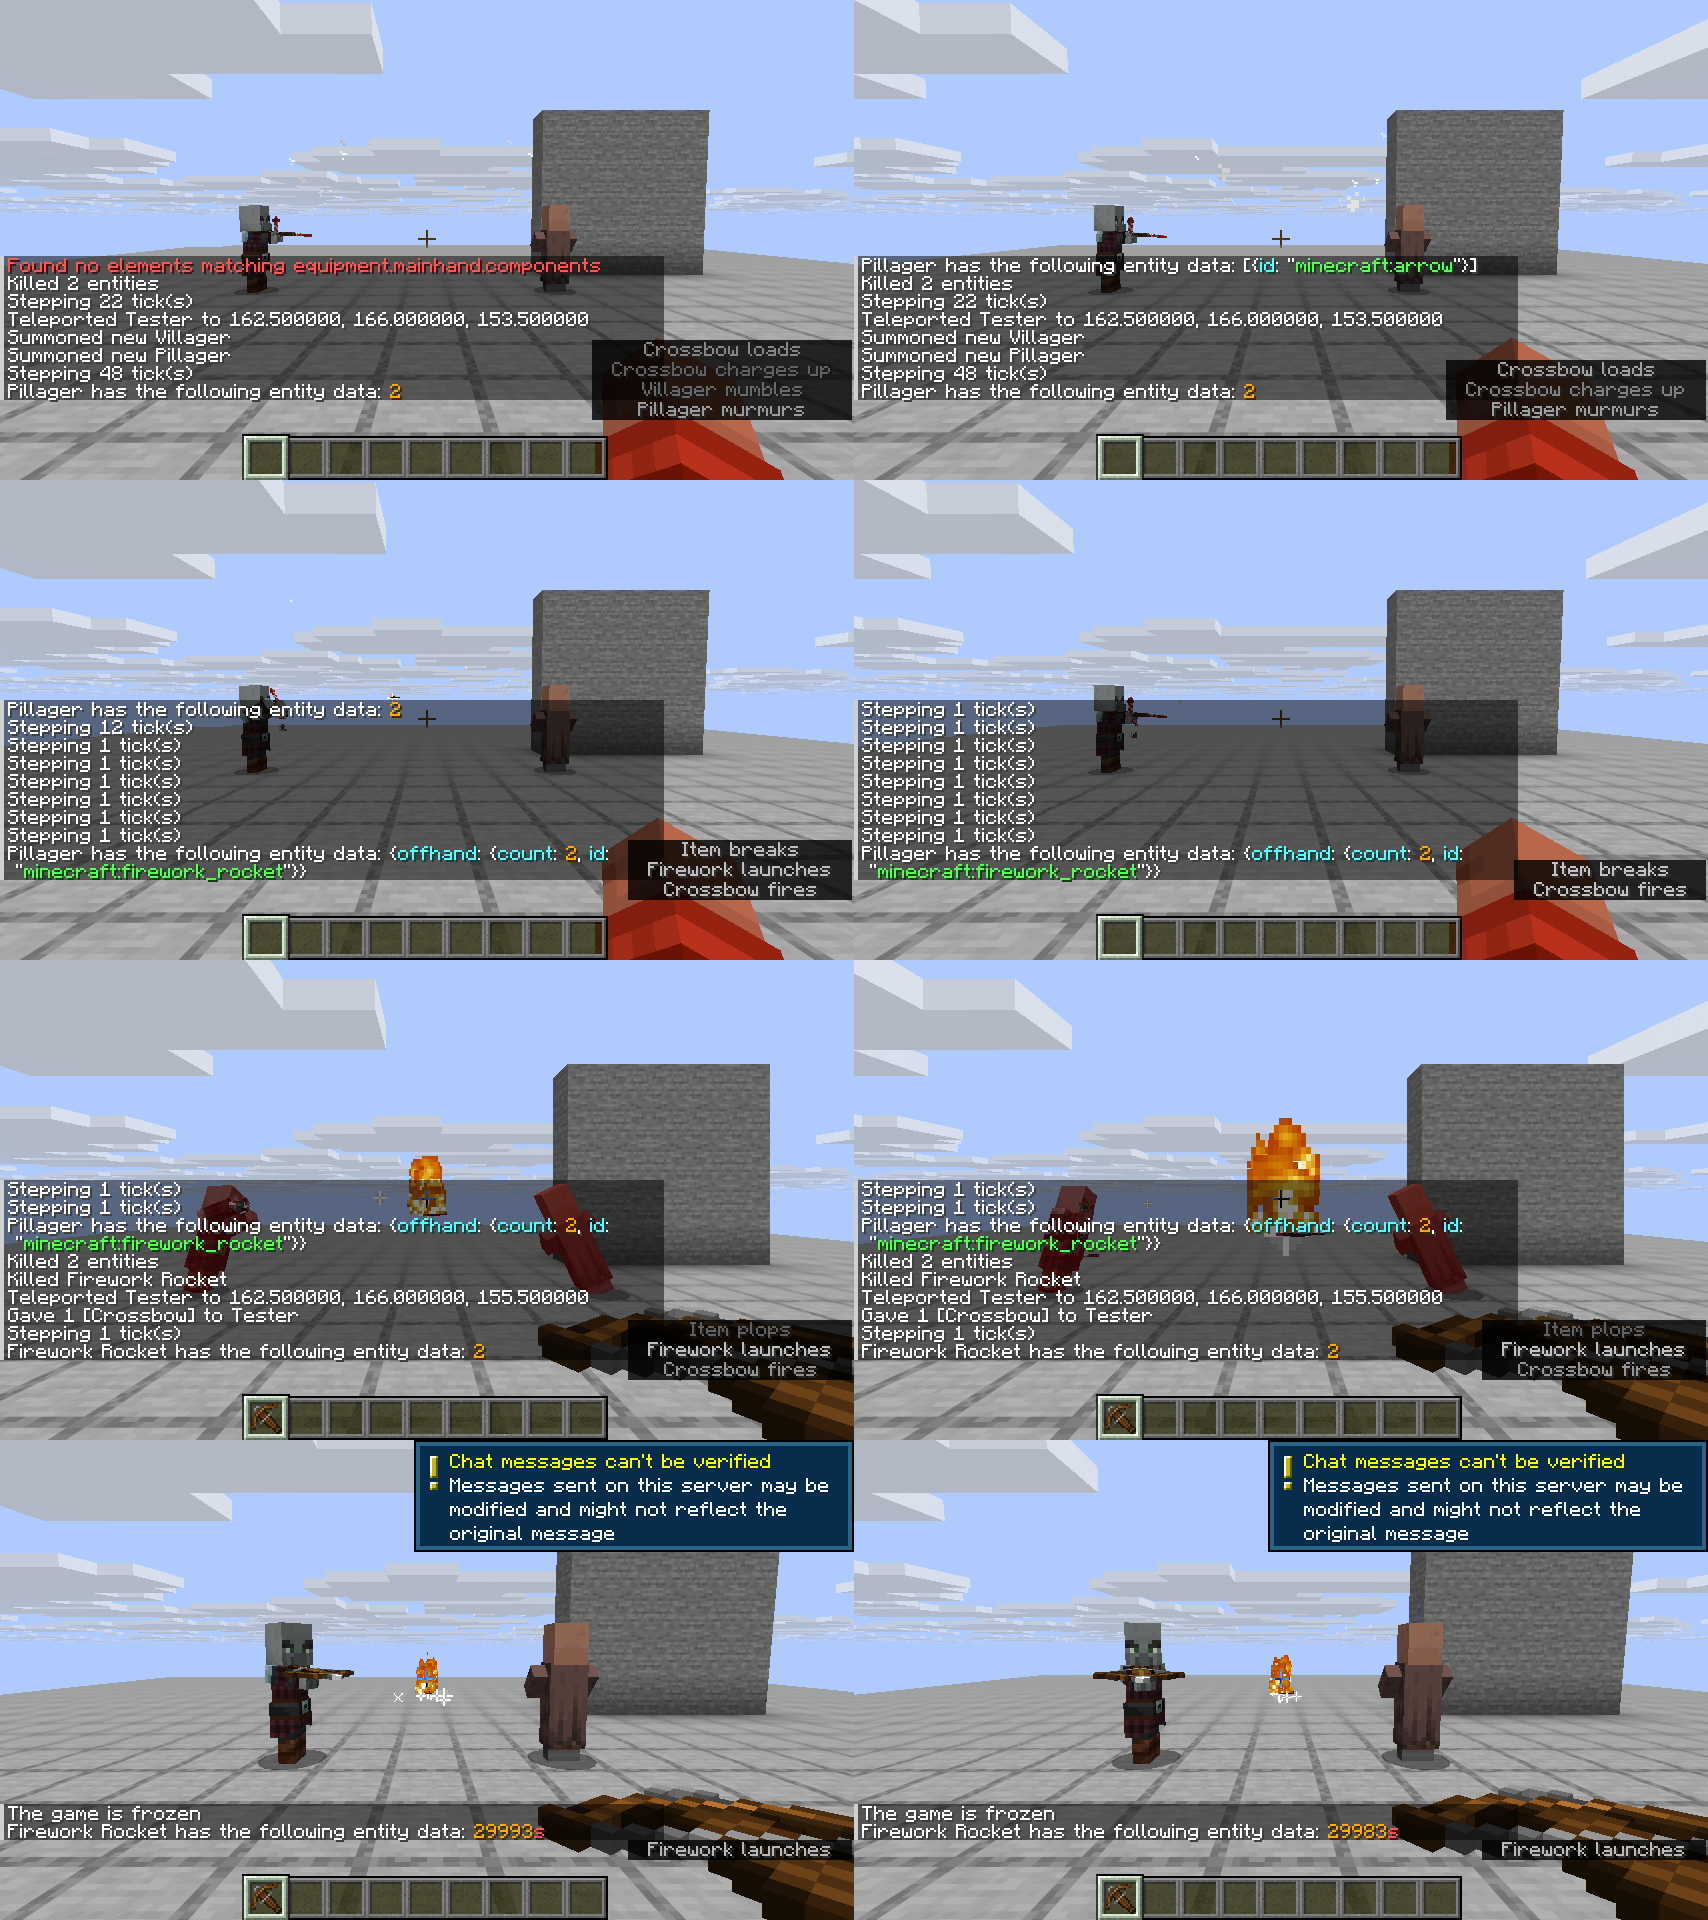 Found no elements matching equipment.mainhand.components
Killed 2 entities
Stepping 22 tick(s)
Teleported Tester to 162.500000, 166.000000, 153.500000
Summoned new Villager
Summoned new Pillager
Stepping 48 tick(s)
Pillager has the following entity data: 2
Crossbow loads
Crossbow charges up
Villager mumbles
Pillager murmurs
Pillager has the following entity data: [{id: "minecraft:arrow"}]
Killed 2 entities
Stepping 22 tick(s)
Teleported Tester to 162.500000, 166.000000, 153.500000
Summoned new Villager
Summoned new Pillager
Stepping 48 tick(s)
Pillager has the following entity data: 2
Crossbow loads
Crossbow charges up
Pillager murmurs
Pillager has the following entity data: 2
Stepping 12 tick(s)
Stepping 1 tick(s)
Stepping 1 tick(s)
Stepping 1 tick(s)
Stepping 1 tick(s)
Stepping 1 tick(s)
Stepping 1 tick(s)
Pillager has the following entity data: {offhand: {count: 2, id:
"minecraft:firework_rocket"}}
Item breaks
Firework launches
Crossbow fires
Stepping 1 tick(s)
Stepping 1 tick(s)
Stepping 1 tick(s)
Stepping 1 tick(s)
Stepping 1 tick(s)
Stepping 1 tick(s)
Stepping 1 tick(s)
Stepping 1 tick(s)
Pillager has the following entity data: {offhand: {count: 2, id:
"minecraft:firework_rocket"}}
Item breaks
Crossbow fires
Stepping 1 tick(s)
Stepping 1 tick(s)
Pillager has the following entity data: {offhand: {count: 2, id:
"minecraft:firework_rocket"}}
Killed 2 entities
Killed Firework Rocket
Teleported Tester to 162.500000, 166.000000, 155.500000
Gave 1 [Crossbow] to Tester
Stepping 1 tick(s)
Firework Rocket has the following entity data: 2
Item plops
Firework launches
Crossbow fires
Stepping 1 tick(s)
Stepping 1 tick(s)
Pillager has the following entity data: {offhand: {count: 2, id:
"minecraft:firework_rocket"}}
Killed 2 entities
Killed Firework Rocket
Teleported Tester to 162.500000, 166.000000, 155.500000
Gave 1 [Crossbow] to Tester
Stepping 1 tick(s)
Firework Rocket has the following entity data: 2
Item plops
Firework launches
Crossbow fires
Chat messages can't be verified
Messages sent on this server may be
modified and might not reflect the
original message
The game is frozen
Firework Rocket has the following entity data: 29993s
Firework launches
Chat messages can't be verified
Messages sent on this server may be
modified and might not reflect the
original message
The game is frozen
Firework Rocket has the following entity data: 29983s
Firework launches